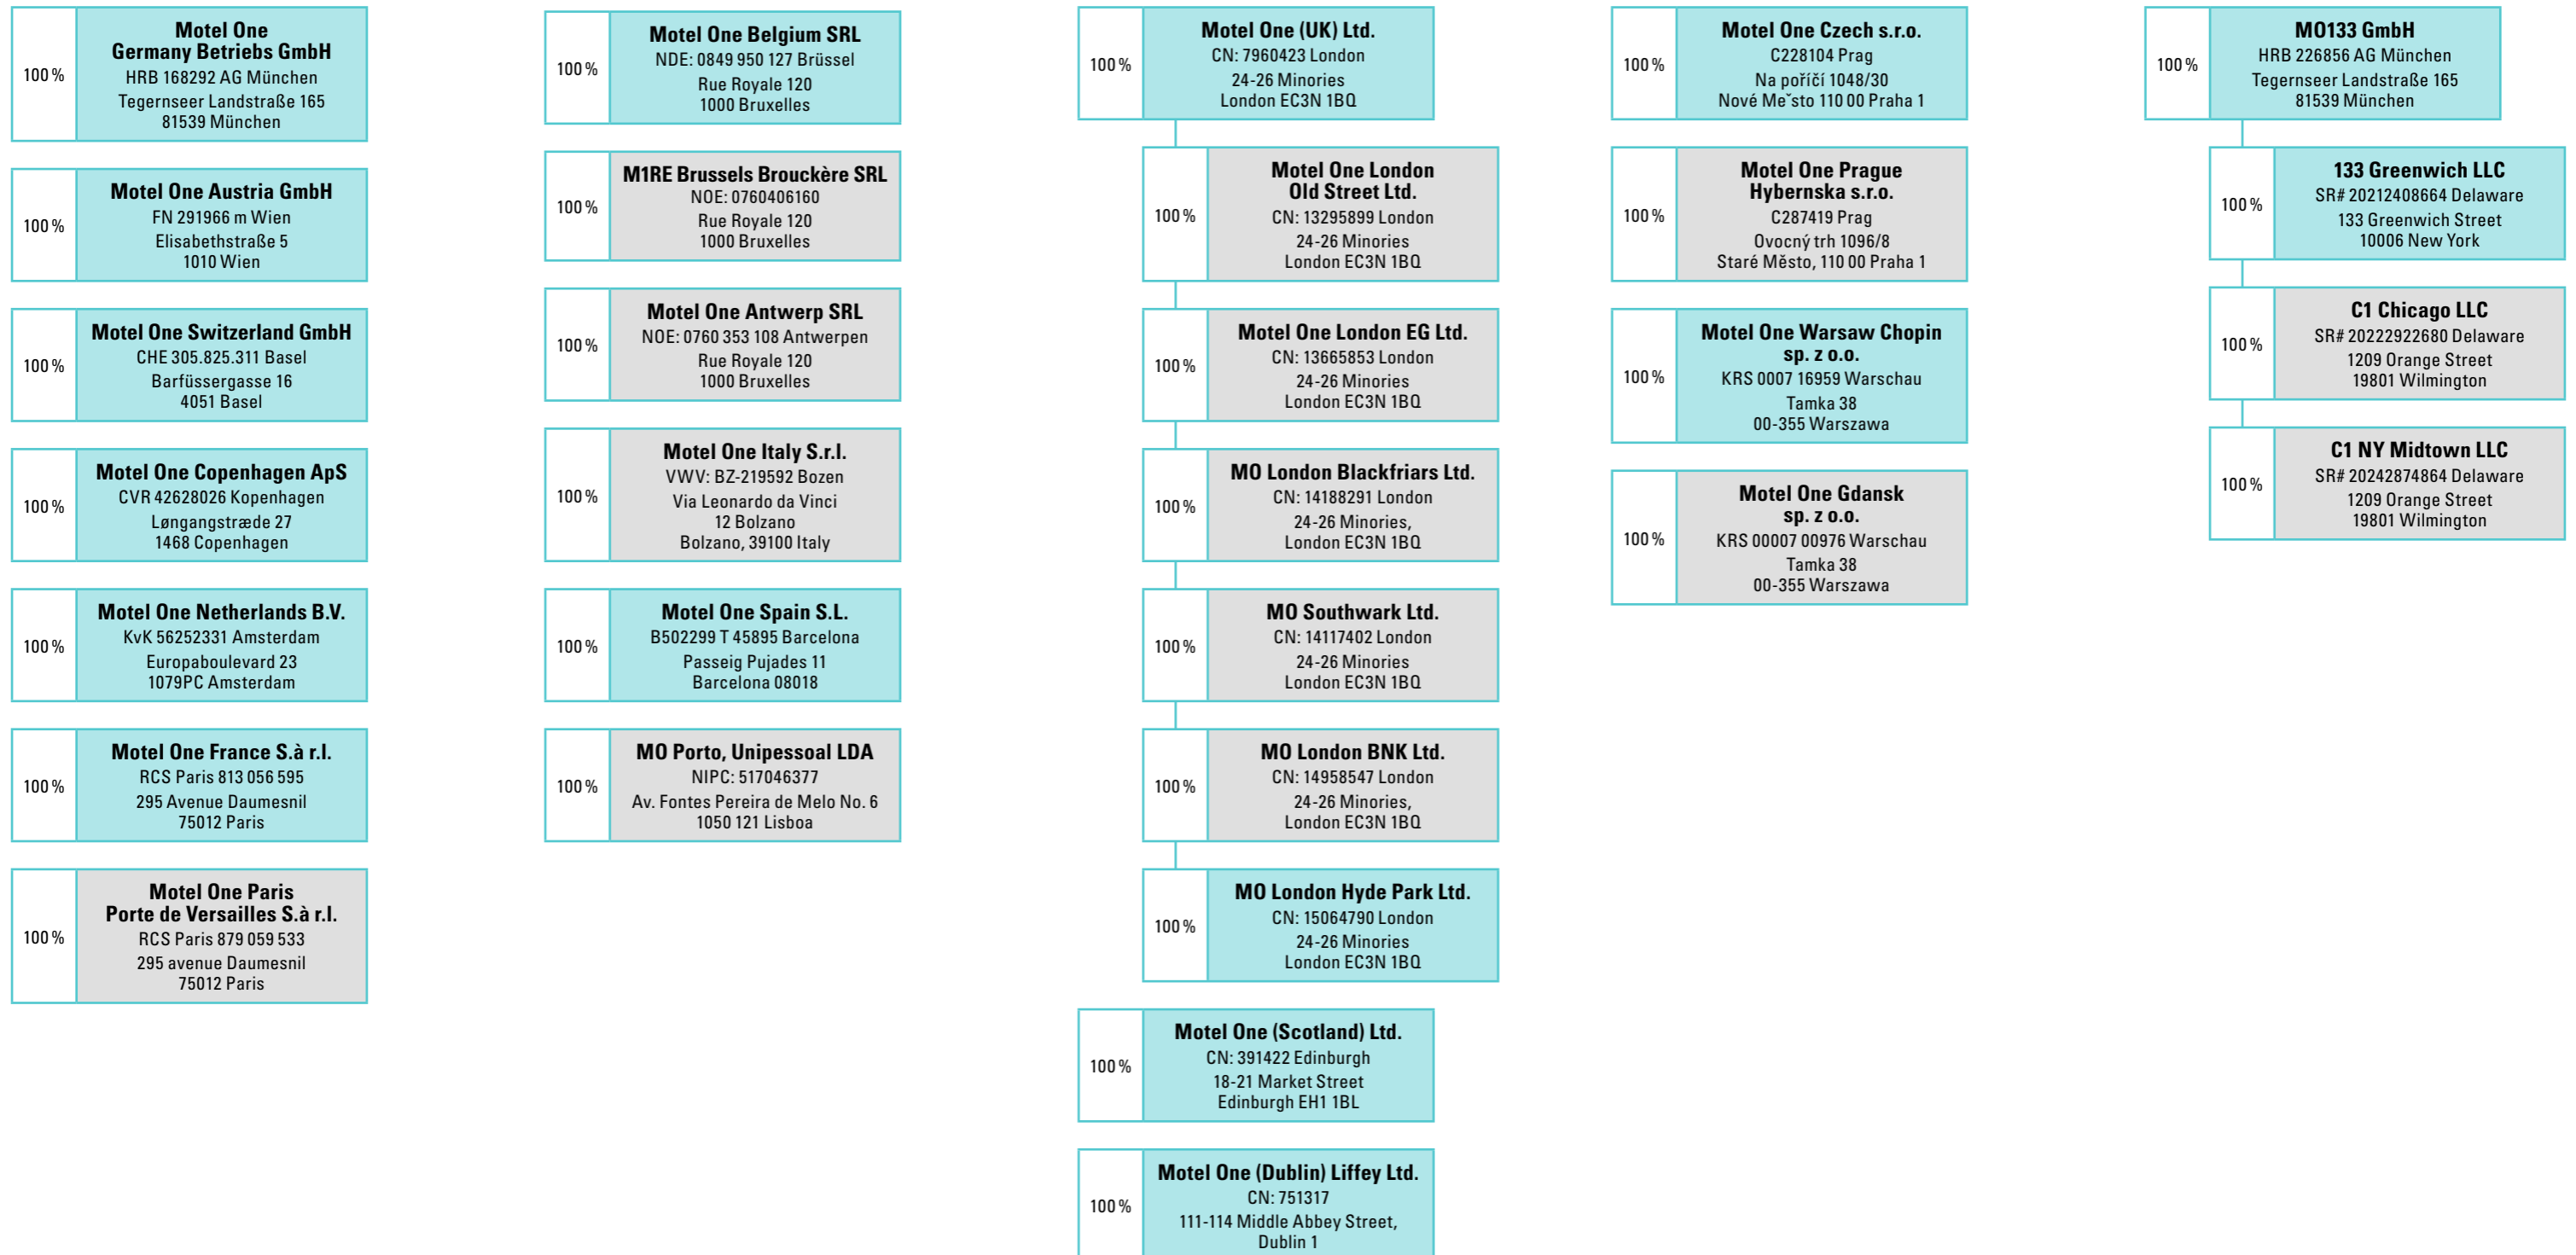 100 %
Motel One
Germany Betriebs GmbH
HRB 168292 AG München
Tegernseer Landstraße 165
81539 München
100 %
Motel One Austria GmbH
FN 291966 m Wien
Elisabethstraße 5
1010 Wien
100 %
Motel One Switzerland GmbH
CHE 305.825.311 Basel
Barfüssergasse 16
4051 Basel
100 %
Motel One Copenhagen ApS
CVR 42628026 Kopenhagen
Løngangstræde 27
1468 Copenhagen
100 %
Motel One Netherlands B.V.
KvK 56252331 Amsterdam
Europaboulevard 23
1079PC Amsterdam
100 %
Motel One France S.à r.l.
RCS Paris 813 056 595
295 Avenue Daumesnil
75012 Paris
100 %
Motel One Paris
Porte de Versailles S.à r.l.
RCS Paris 879 059 533
295 avenue Daumesnil
75012 Paris
100 %
Motel One Belgium SRL
NDE: 0849 950 127 Brüssel
Rue Royale 120
1000 Bruxelles
100 %
M1RE Brussels Brouckère SRL
NOE: 0760406160
Rue Royale 120
1000 Bruxelles
100 %
Motel One Antwerp SRL
NOE: 0760 353 108 Antwerpen
Rue Royale 120
1000 Bruxelles
100 %
Motel One Italy S.r.l.
VWV: BZ-219592 Bozen
Via Leonardo da Vinci
12 Bolzano
Bolzano, 39100 Italy
100 %
Motel One Spain S.L.
B502299 T 45895 Barcelona
Passeig Pujades 11
Barcelona 08018
100 %
MO Porto, Unipessoal LDA
NIPC: 517046377
Av. Fontes Pereira de Melo No. 6
1050 121 Lisboa
100 %
Motel One (UK) Ltd.
CN: 7960423 London
24-26 Minories
London EC3N 1BQ
100 %
Motel One London
Old Street Ltd.
CN: 13295899 London
24-26 Minories
London EC3N 1BQ
100 %
Motel One London EG Ltd.
CN: 13665853 London
24-26 Minories
London EC3N 1BQ
100 %
MO London Blackfriars Ltd.
CN: 14188291 London
24-26 Minories,
London EC3N 1BQ
100 %
MO Southwark Ltd.
CN: 14117402 London
24-26 Minories
London EC3N 1BQ
100 %
MO London BNK Ltd.
CN: 14958547 London
24-26 Minories,
London EC3N 1BQ
100 %
MO London Hyde Park Ltd.
CN: 15064790 London
24-26 Minories
London EC3N 1BQ
100 %
Motel One (Scotland) Ltd.
CN: 391422 Edinburgh
18-21 Market Street
Edinburgh EH1 1BL
100 %
Motel One (Dublin) Liffey Ltd.
CN: 751317
111-114 Middle Abbey Street,
Dublin 1
100 %
Motel One Czech s.r.o.
C228104 Prag
Na poříčí 1048/30
Nové Meˇsto 110 00 Praha 1
100 %
Motel One Prague
Hybernska s.r.o.
C287419 Prag
Ovocný trh 1096/8
Staré Město, 110 00 Praha 1
100 %
Motel One Warsaw Chopin
sp. z o.o.
KRS 0007 16959 Warschau
Tamka 38
00-355 Warszawa
100 %
Motel One Gdansk
sp. z o.o.
KRS 00007 00976 Warschau
Tamka 38
00-355 Warszawa
100 %
MO133 GmbH
HRB 226856 AG München
Tegernseer Landstraße 165
81539 München
100 %
133 Greenwich LLC
SR# 20212408664 Delaware
133 Greenwich Street
10006 New York
100 %
C1 Chicago LLC
SR# 20222922680 Delaware
1209 Orange Street
19801 Wilmington
100 %
C1 NY Midtown LLC
SR# 20242874864 Delaware
1209 Orange Street
19801 Wilmington